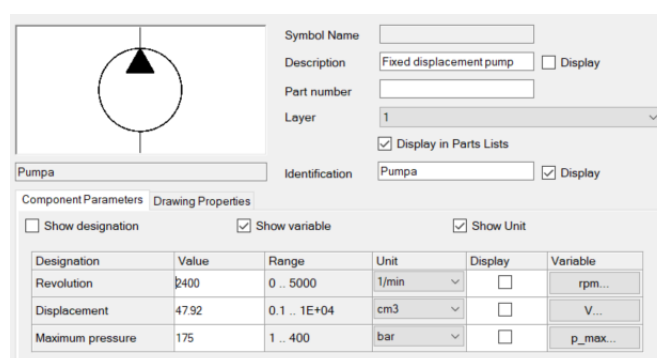 Symbol Name
Description Fixed displacement pump Display
Part number
Layer 1
Display in Parts Lists
Pumpa Identification Pumpa Display
Component Parameters Drawing Properties
Show designation Show variable Show Unit
Designation Value Range Unit Display Variable
Revolution 2400 0 .. 5000 1/min rpm...
Displacement 47.92 0.1 .. 1E+04 cm3 V...
Maximum pressure 175 1 .. 400 bar p_max...